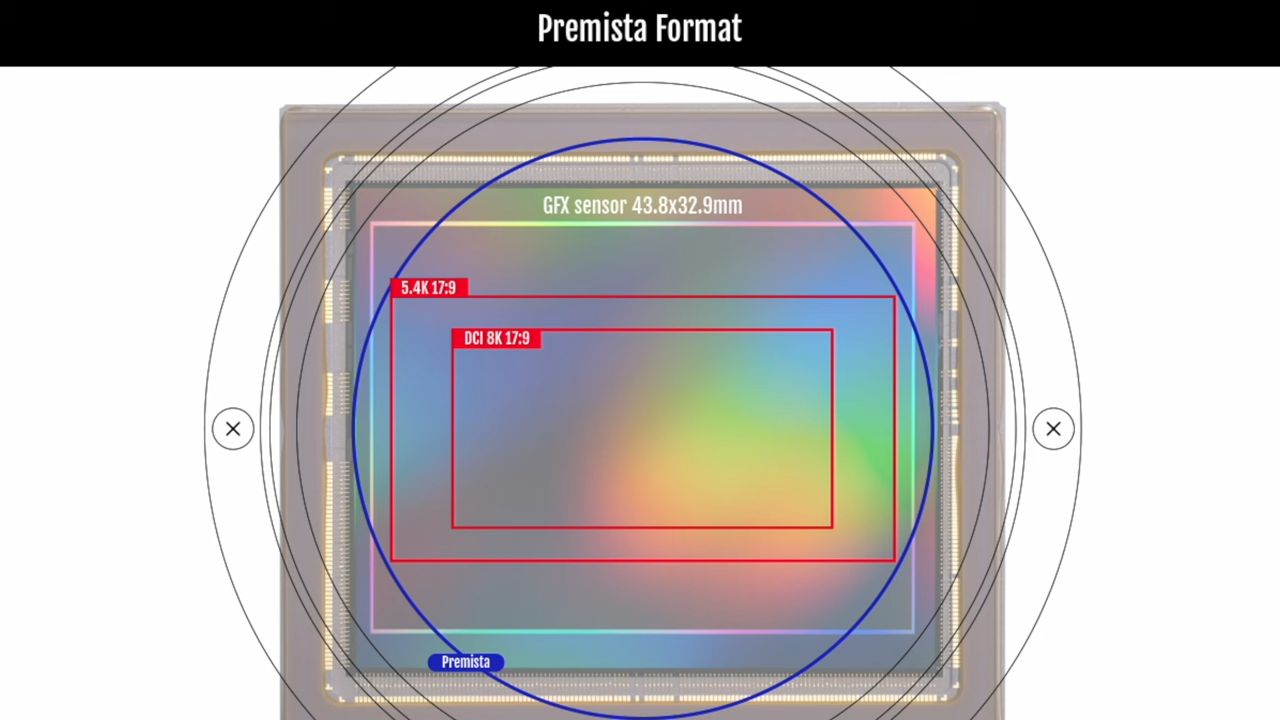 Premista Format
GFX sensor 43.8x32.9mm
5.4K 17:9
DCI 8K 17:9
Premista